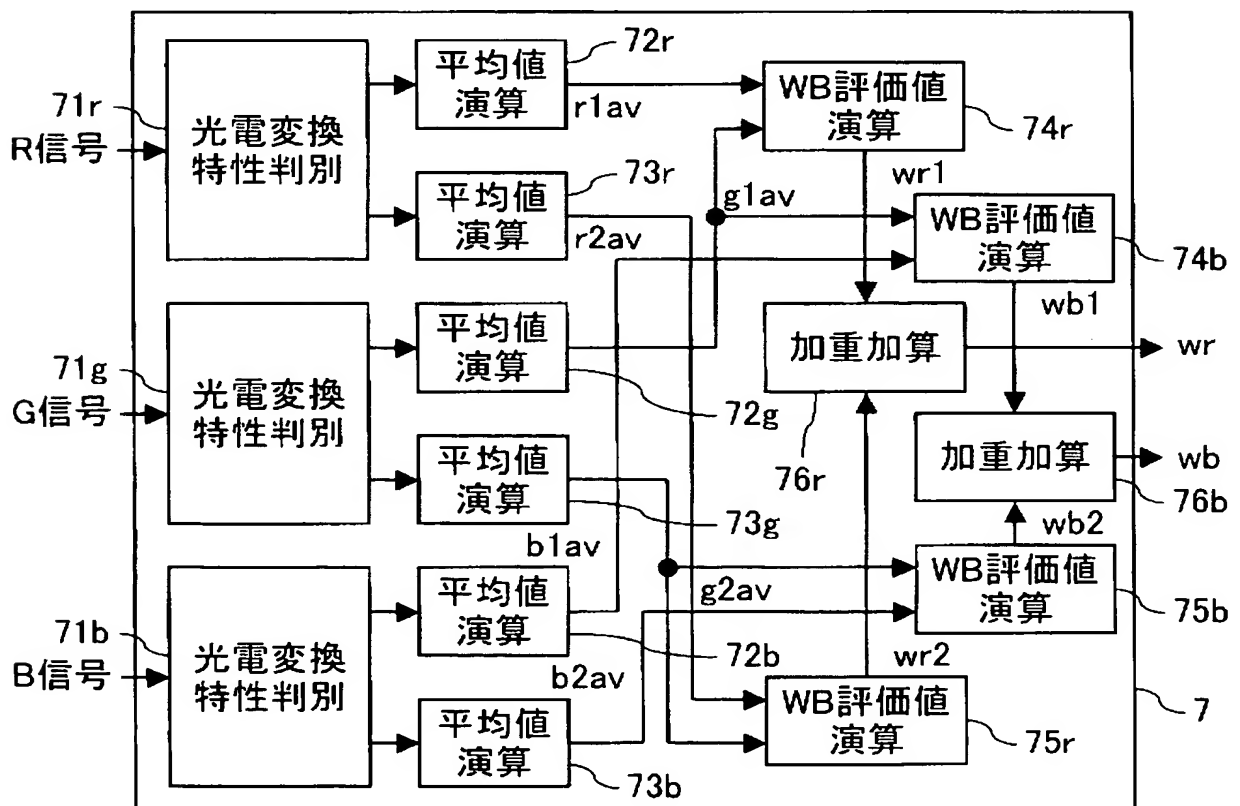 72r
平均値
演算
r1av
WB評価値
演算
74r
71r
R信号
光電変換
特性判別
73r
平均値
演算
r2av
g1av
wr1
WB評価値
演算
74b
wb1
平均値
演算
加重加算
wr
71g
G信号
光電変換
特性判別
72g
76r
加重加算
wb
76b
平均値
演算
73g
wb2
b1av
WB評価値
演算
75b
平均値
演算
g2av
71b
B信号
光電変換
特性判別
72b
b2av
wr2
WB評価値
演算
75r
7
平均値
演算
73b